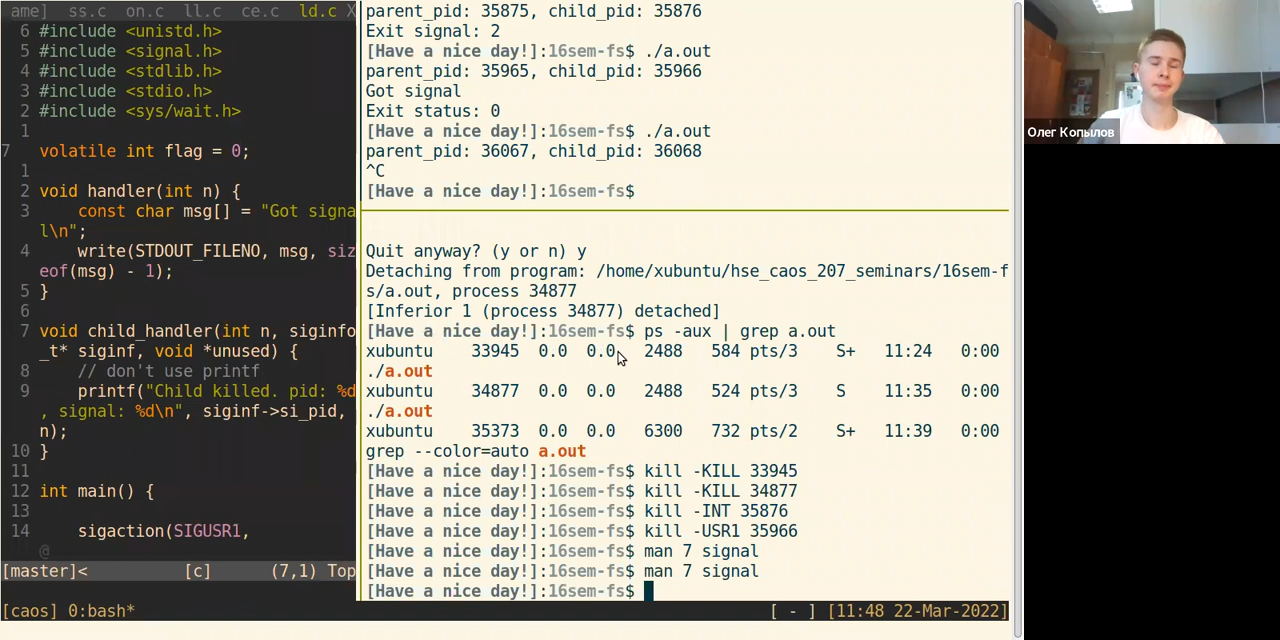 ame] ss.c on.c ll.c ce.c ld.c X
6 #include <unistd.h>
5 #include <signal.h>
4 #include <stdlib.h>
3 #include <stdio.h>
2 #include <sys/wait.h>
1
7 volatile int flag = 0;
1
2 void handler(int n) {
3 const char msg[] = "Got signa
l\n";
4 write(STDOUT_FILENO, msg, siz
eof(msg) - 1);
5 }
6
7 void child_handler(int n, siginfo
_t* siginf, void *unused) {
8 // don't use printf
9 printf("Child killed. pid: %d
, signal: %d\n", siginf->si_pid,
n);
10 }
11
12 int main() {
13
14 sigaction(SIGUSR1,
@
[master]< [c] (7,1) Top
parent_pid: 35875, child_pid: 35876
Exit signal: 2
[Have a nice day!]:16sem-fs$ ./a.out
parent_pid: 35965, child_pid: 35966
Got signal
Exit status: 0
[Have a nice day!]:16sem-fs$ ./a.out
parent_pid: 36067, child_pid: 36068
^C
[Have a nice day!]:16sem-fs$
Quit anyway? (y or n) y
Detaching from program: /home/xubuntu/hse_caos_207_seminars/16sem-f
s/a.out, process 34877
[Inferior 1 (process 34877) detached]
[Have a nice day!]:16sem-fs$ ps -aux | grep a.out
xubuntu 33945 0.0 0.0 2488 584 pts/3 S+ 11:24 0:00
./a.out
xubuntu 34877 0.0 0.0 2488 524 pts/3 S 11:35 0:00
./a.out
xubuntu 35373 0.0 0.0 6300 732 pts/2 S+ 11:39 0:00
grep --color=auto a.out
[Have a nice day!]:16sem-fs$ kill -KILL 33945
[Have a nice day!]:16sem-fs$ kill -KILL 34877
[Have a nice day!]:16sem-fs$ kill -INT 35876
[Have a nice day!]:16sem-fs$ kill -USR1 35966
[Have a nice day!]:16sem-fs$ man 7 signal
[Have a nice day!]:16sem-fs$ man 7 signal
[Have a nice day!]:16sem-fs$
[caos] 0:bash* [ - ] [11:48 22-Mar-2022]
Олег Копылов